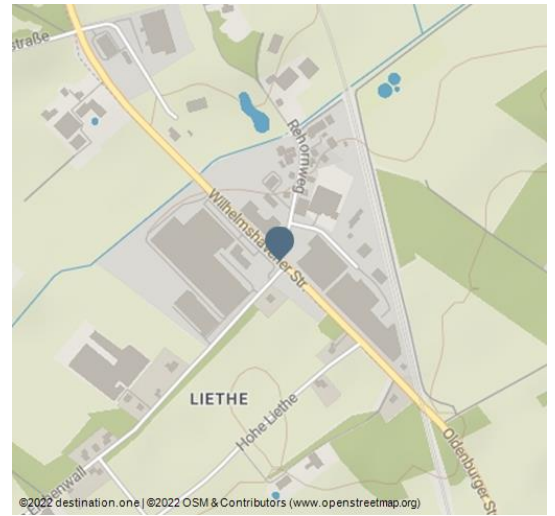 straße
Rehornweg
Wilhelmshavener Str.
LIETHE
Hohe Liethe
Oldenburger Str
©2022 destination.one | ©2022 OSM & Contributors (www.openstreetmap.org)